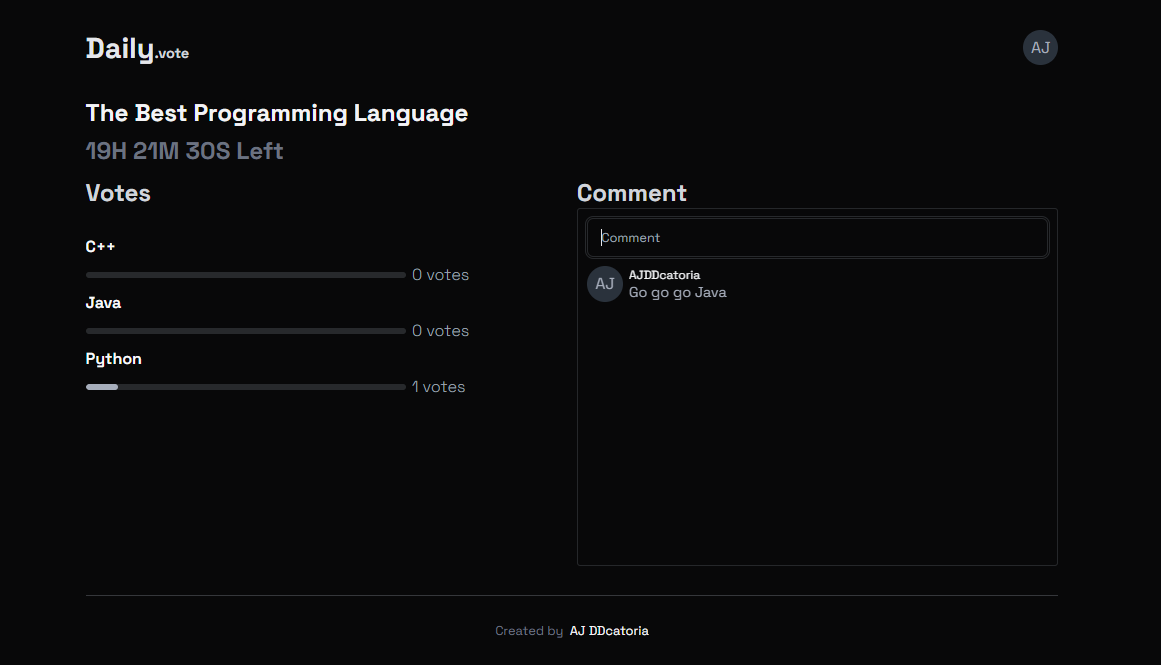 Daily.vote
AJ
The Best Programming Language
19H 21M 30S Left
Votes
C++
0 votes
Java
0 votes
Python
1 votes
Comment
Comment
AJ
AJDDcatoria
Go go go Java
Created by AJ DDcatoria